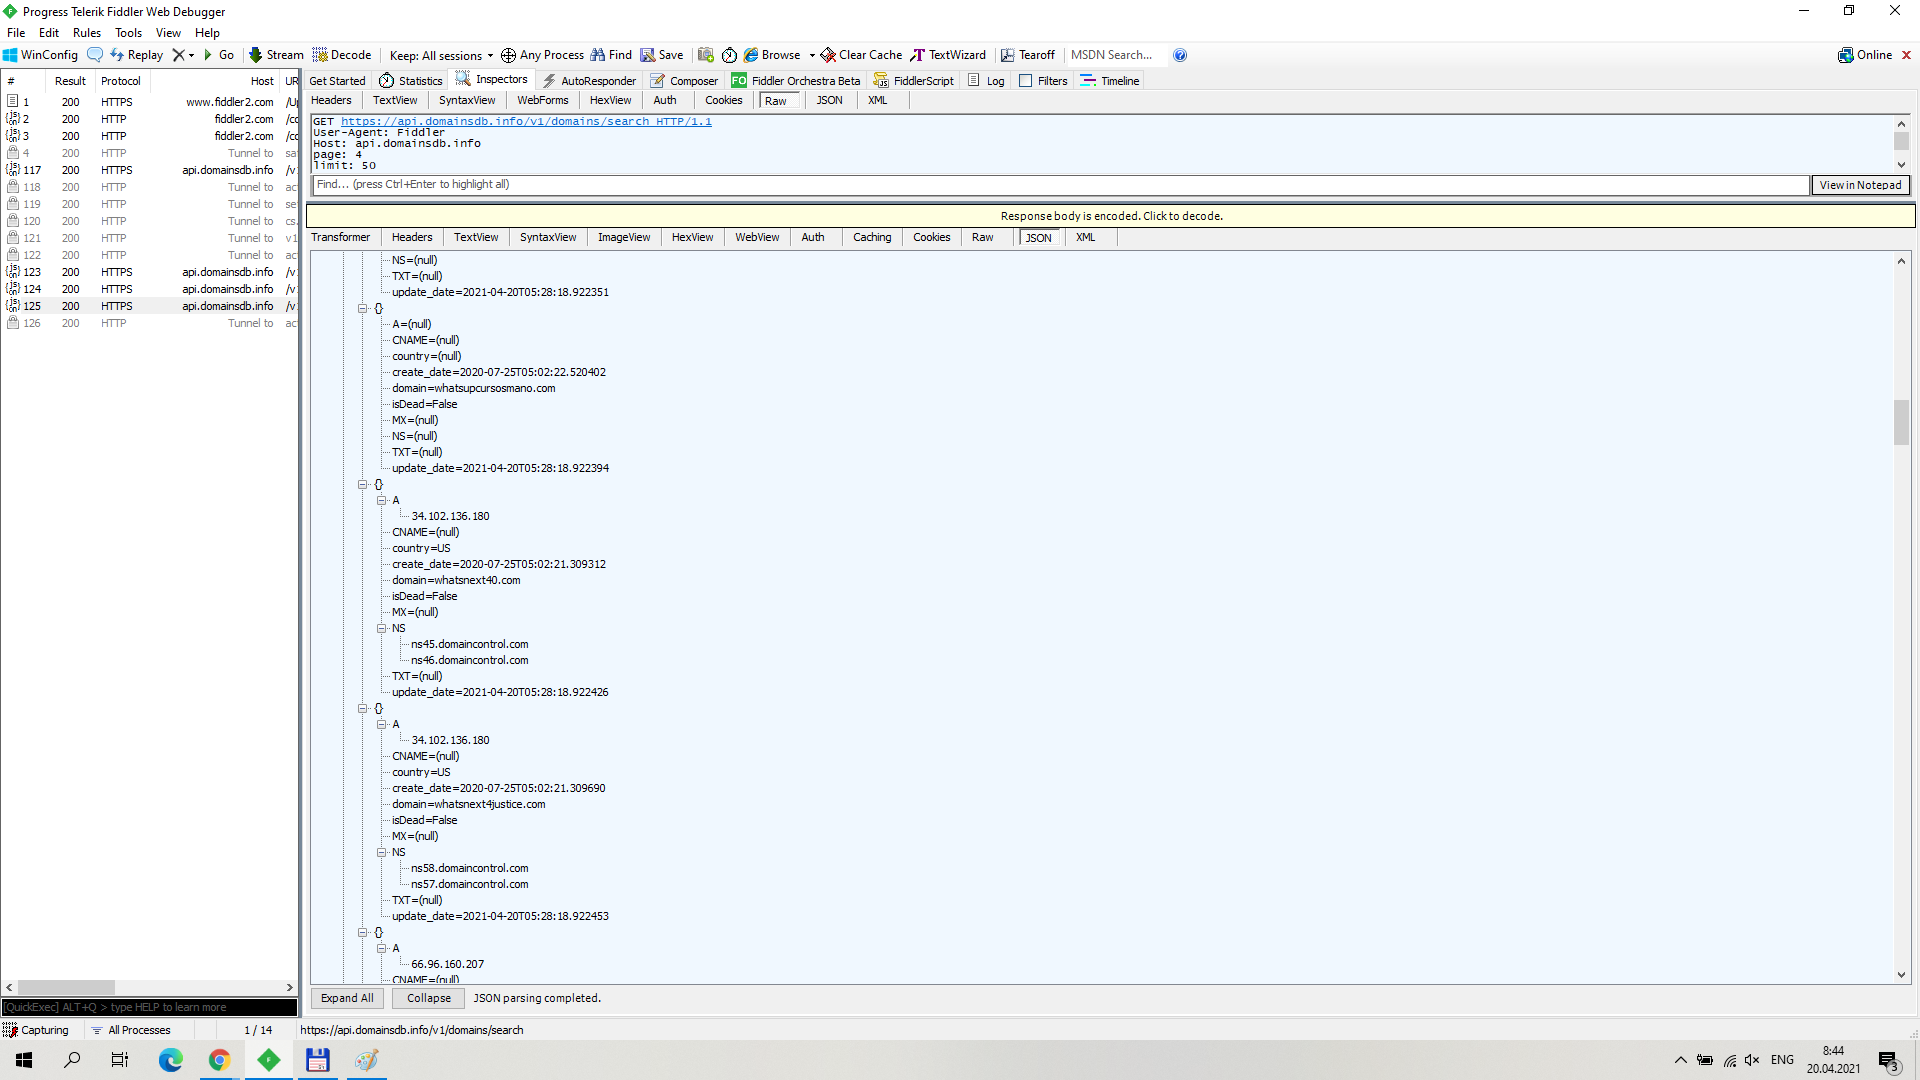 Progress Telerik Fiddler Web Debugger
File Edit Rules Tools View Help
WinConfig Replay Go Stream Decode Keep: All sessions Any Process Find Save Browse Clear Cache TextWizard Tearoff MSDN Search... Online
# Result Protocol Host UR
1 200 HTTPS www.fiddler2.com /Up
2 200 HTTPS fiddler2.com /co
3 200 HTTPS fiddler2.com /co
4 200 HTTP Tunnel to sa
117 200 HTTPS api.domainsdb.info /v1
118 200 HTTP Tunnel to ac
119 200 HTTP Tunnel to se
120 200 HTTP Tunnel to cs.
121 200 HTTP Tunnel to v1
122 200 HTTP Tunnel to ac
123 200 HTTPS api.domainsdb.info /v1
124 200 HTTPS api.domainsdb.info /v1
125 200 HTTPS api.domainsdb.info /v1
126 200 HTTP Tunnel to ac
[QuickExec] ALT+Q > type HELP to learn more
Get Started Statistics Inspectors AutoResponder Composer FO Fiddler Orchestra Beta FiddlerScript Log Filters Timeline
Headers TextView SyntaxView WebForms HexView Auth Cookies Raw JSON XML
GET https://api.domainsdb.info/v1/domains/search HTTP/1.1
User-Agent: Fiddler
Host: api.domainsdb.info
page: 4
limit: 50
Find... (press Ctrl+Enter to highlight all) View in Notepad
Response body is encoded. Click to decode.
Transformer Headers TextView SyntaxView ImageView HexView WebView Auth Caching Cookies Raw JSON XML
NS=(null)
TXT=(null)
update_date=2021-04-20T05:28:18.922351
{}
A=(null)
CNAME=(null)
country=(null)
create_date=2020-07-25T05:02:22.520402
domain=whatsupcursosmano.com
isDead=False
MX=(null)
NS=(null)
TXT=(null)
update_date=2021-04-20T05:28:18.922394
{}
A
34.102.136.180
CNAME=(null)
country=US
create_date=2020-07-25T05:02:21.309312
domain=whatsnext40.com
isDead=False
MX=(null)
NS
ns45.domaincontrol.com
ns46.domaincontrol.com
TXT=(null)
update_date=2021-04-20T05:28:18.922426
{}
A
34.102.136.180
CNAME=(null)
country=US
create_date=2020-07-25T05:02:21.309690
domain=whatsnext4justice.com
isDead=False
MX=(null)
NS
ns58.domaincontrol.com
ns57.domaincontrol.com
TXT=(null)
update_date=2021-04-20T05:28:18.922453
{}
A
66.96.160.207
CNAME=(null)
Expand All Collapse JSON parsing completed.
Capturing All Processes 1 / 14 https://api.domainsdb.info/v1/domains/search
ENG 8:44
20.04.2021
3